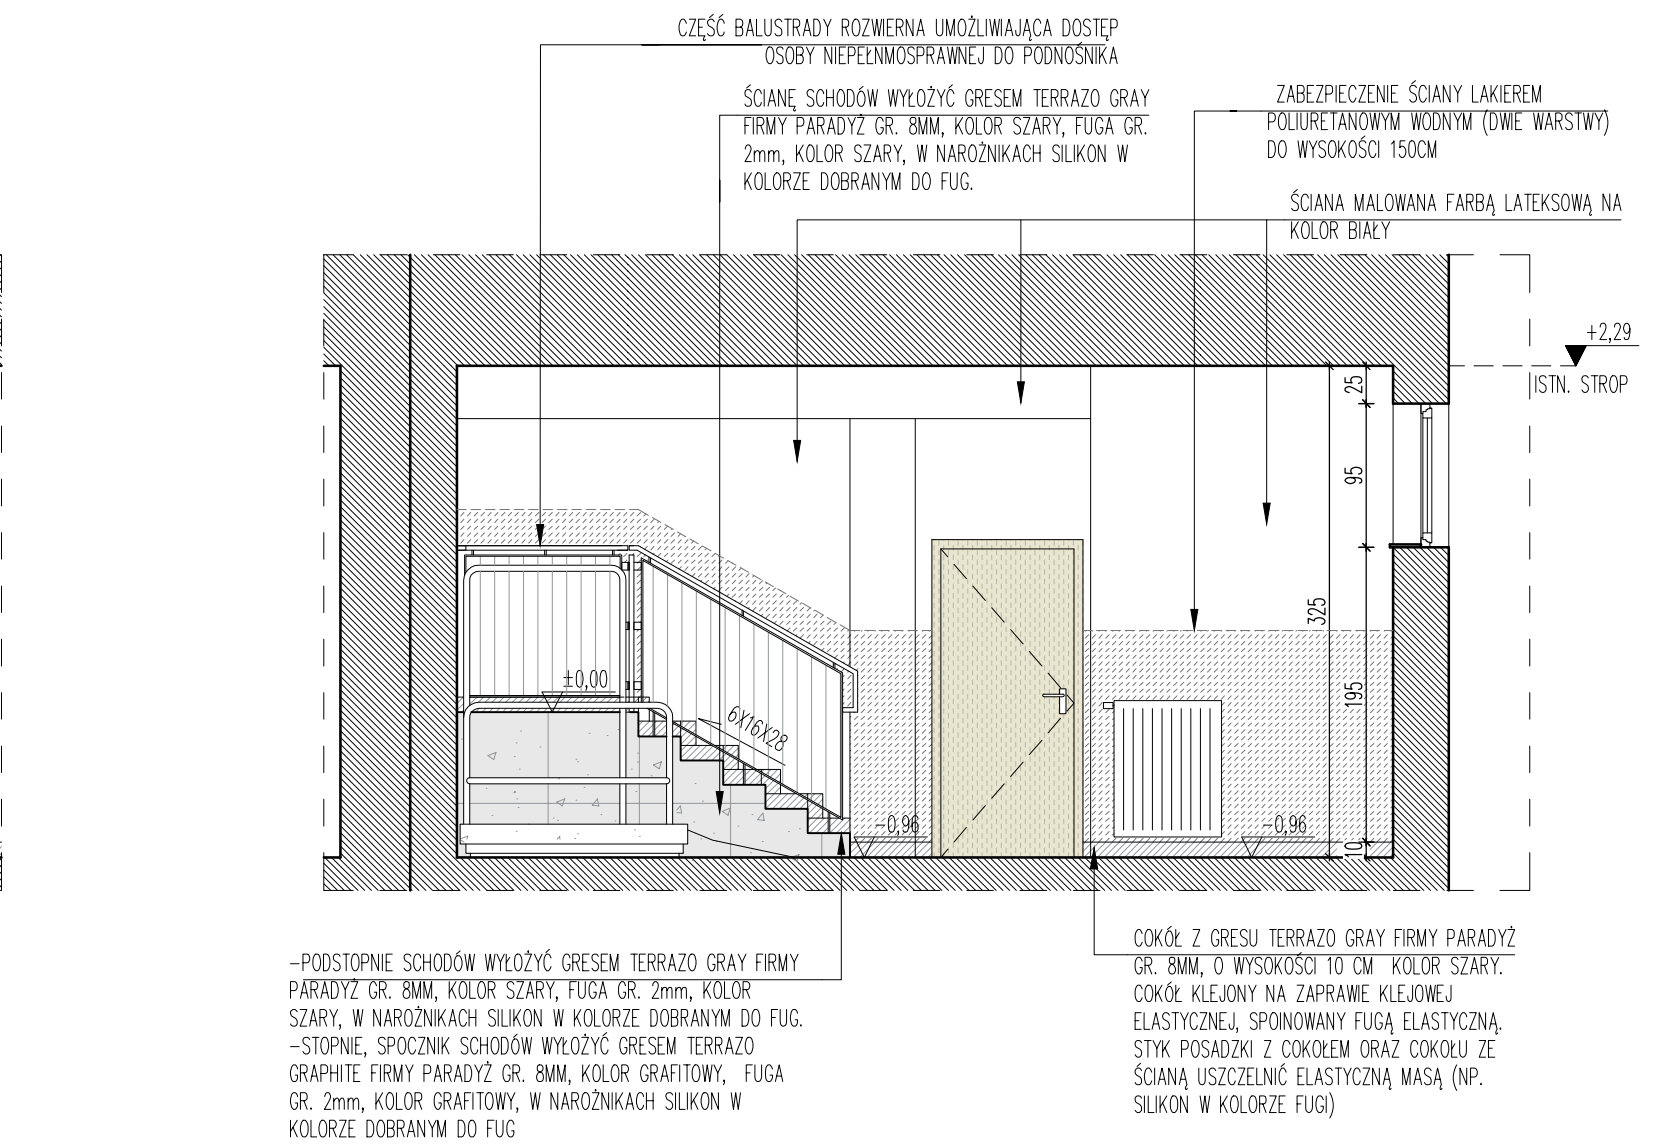 CZĘŚĆ BALUSTRADY ROZWIERNA UMOŻLIWIAJĄCA DOSTĘP
OSOBY NIEPEŁNMOSPRAWNEJ DO PODNOŚNIKA
ŚCIANĘ SCHODÓW WYŁOŻYĆ GRESEM TERRAZO GRAY
FIRMY PARADYŻ GR. 8MM, KOLOR SZARY, FUGA GR.
2mm, KOLOR SZARY, W NAROŻNIKACH SILIKON W
KOLORZE DOBRANYM DO FUG.
ZABEZPIECZENIE ŚCIANY LAKIEREM
POLIURETANOWYM WODNYM (DWIE WARSTWY)
DO WYSOKOŚCI 150CM
ŚCIANA MALOWANA FARBĄ LATEKSOWĄ NA
KOLOR BIAŁY
+2,29
ISTN. STROP
25
95
325
195
10
±0,00
6X16X28
-0,96
-0,96
-PODSTOPNIE SCHODÓW WYŁOŻYĆ GRESEM TERRAZO GRAY FIRMY
PARADYŻ GR. 8MM, KOLOR SZARY, FUGA GR. 2mm, KOLOR
SZARY, W NAROŻNIKACH SILIKON W KOLORZE DOBRANYM DO FUG.
-STOPNIE, SPOCZNIK SCHODÓW WYŁOŻYĆ GRESEM TERRAZO
GRAPHITE FIRMY PARADYŻ GR. 8MM, KOLOR GRAFITOWY, FUGA
GR. 2mm, KOLOR GRAFITOWY, W NAROŻNIKACH SILIKON W
KOLORZE DOBRANYM DO FUG
COKÓŁ Z GRESU TERRAZO GRAY FIRMY PARADYŻ
GR. 8MM, O WYSOKOŚCI 10 CM KOLOR SZARY.
COKÓŁ KLEJONY NA ZAPRAWIE KLEJOWEJ
ELASTYCZNEJ, SPOINOWANY FUGĄ ELASTYCZNĄ.
STYK POSADZKI Z COKOŁEM ORAZ COKOŁU ZE
ŚCIANĄ USZCZELNIĆ ELASTYCZNĄ MASĄ (NP.
SILIKON W KOLORZE FUGI)